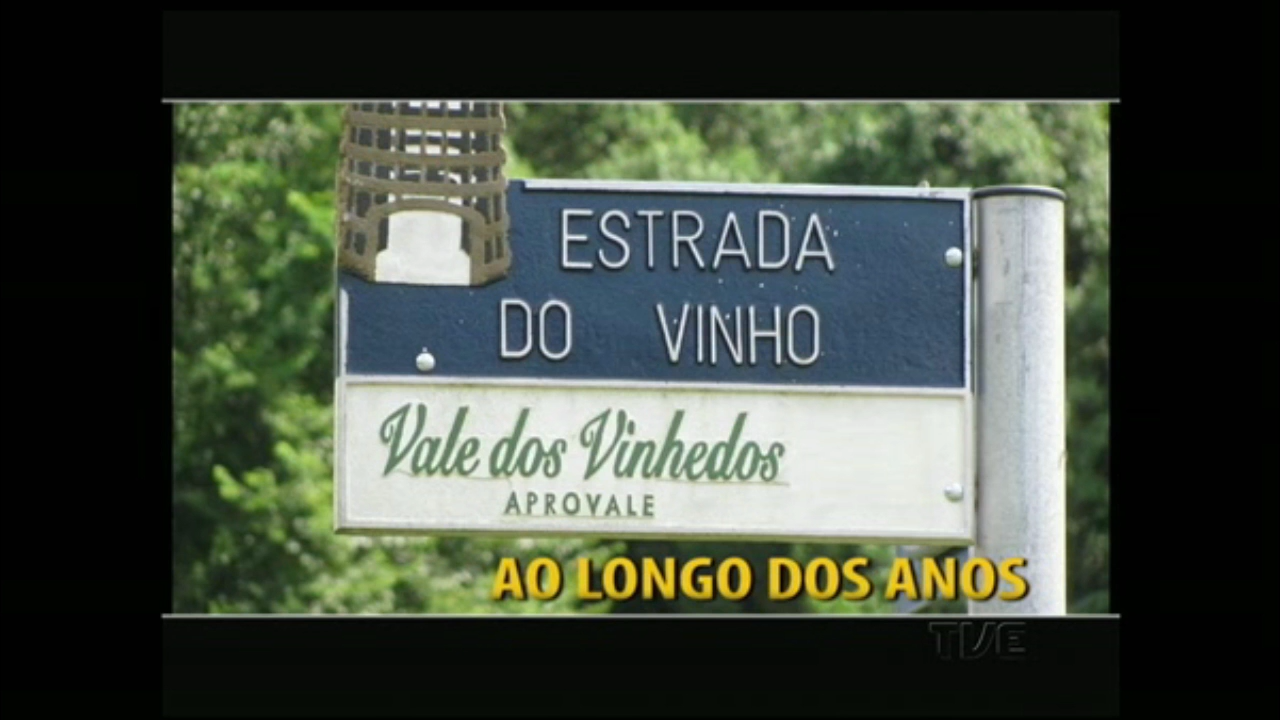 ESTRADA
DO VINHO
Vale dos Vinhedos
APROVALE
AO LONGO DOS ANOS
TVE